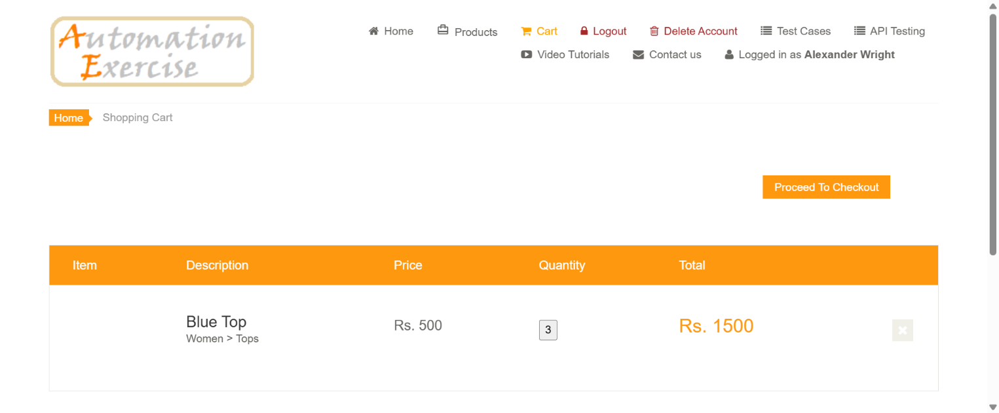 Automation
Exercise
Home Products Cart Logout Delete Account Test Cases API Testing
Video Tutorials Contact us Logged in as Alexander Wright
Home Shopping Cart
Proceed To Checkout
Item Description Price Quantity Total
Blue Top Rs. 500 3 Rs. 1500
Women > Tops